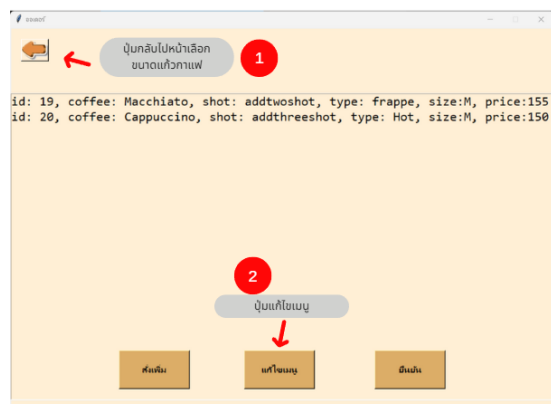 ออเดอร์
ปุ่มกลับไปหน้าเลือก
ขนาดแก้วกาแฟ
1
id: 19, coffee: Macchiato, shot: addtwoshot, type: frappe, size:M, price:155
id: 20, coffee: Cappuccino, shot: addthreeshot, type: Hot, size:M, price:150
2
ปุ่มแก้ไขเมนู
สั่งเพิ่ม
แก้ไขเมนู
ยืนยัน